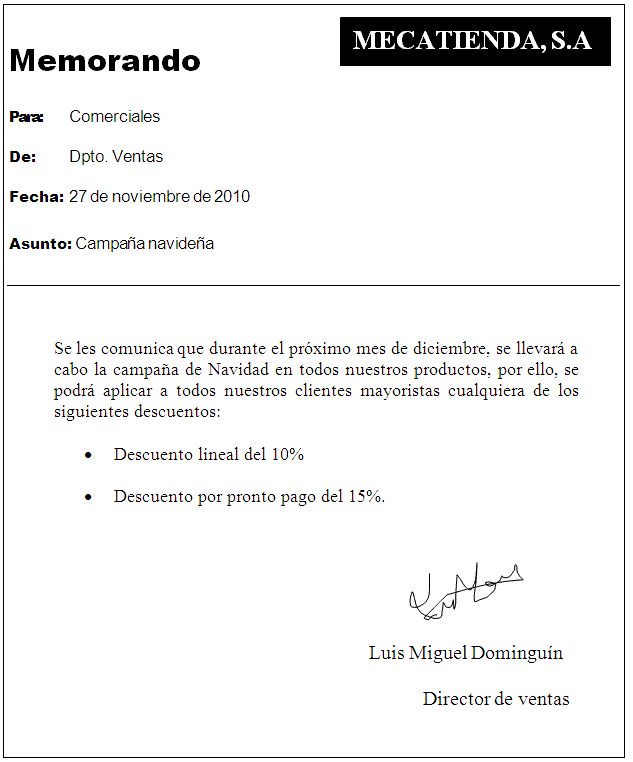 MECATIENDA, S.A
Memorando
Para: Comerciales
De: Dpto. Ventas
Fecha: 27 de noviembre de 2010
Asunto: Campaña navideña
Se les comunica que durante el próximo mes de diciembre, se llevará a
cabo la campaña de Navidad en todos nuestros productos, por ello, se
podrá aplicar a todos nuestros clientes mayoristas cualquiera de los
siguientes descuentos:
• Descuento lineal del 10%
• Descuento por pronto pago del 15%.
Luis Miguel Dominguín
Director de ventas